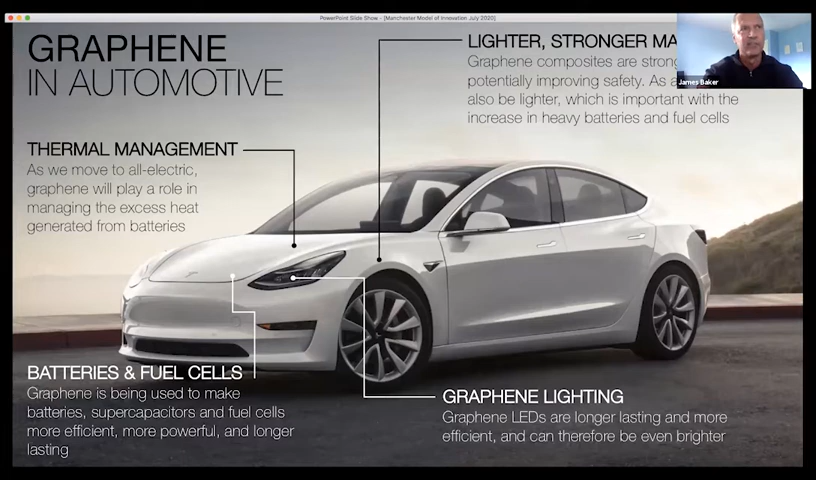 PowerPoint Slide Show - [Manchester Model of Innovation July 2020]
GRAPHENE
IN AUTOMOTIVE
LIGHTER, STRONGER MA
Graphene composites are strong
potentially improving safety. As a
also be lighter, which is important with the
increase in heavy batteries and fuel cells
James Baker
THERMAL MANAGEMENT
As we move to all-electric,
graphene will play a role in
managing the excess heat
generated from batteries
BATTERIES & FUEL CELLS
Graphene is being used to make
batteries, supercapacitors and fuel cells
more efficient, more powerful, and longer
lasting
GRAPHENE LIGHTING
Graphene LEDs are longer lasting and more
efficient, and can therefore be even brighter